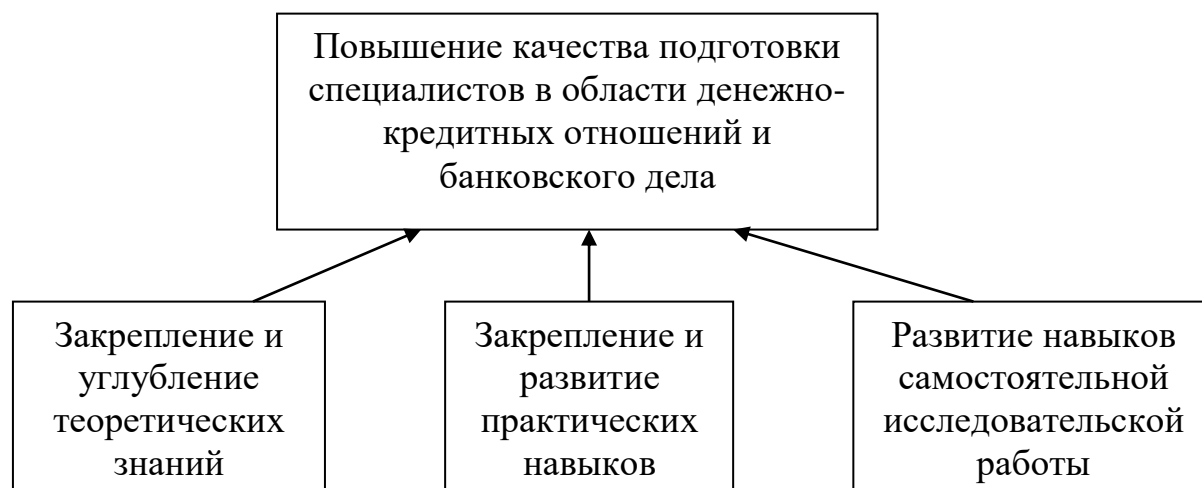 Повышение качества подготовки
специалистов в области денежно-
кредитных отношений и
банковского дела
Закрепление и
углубление
теоретических
знаний
Закрепление и
развитие
практических
навыков
Развитие навыков
самостоятельной
исследовательской
работы